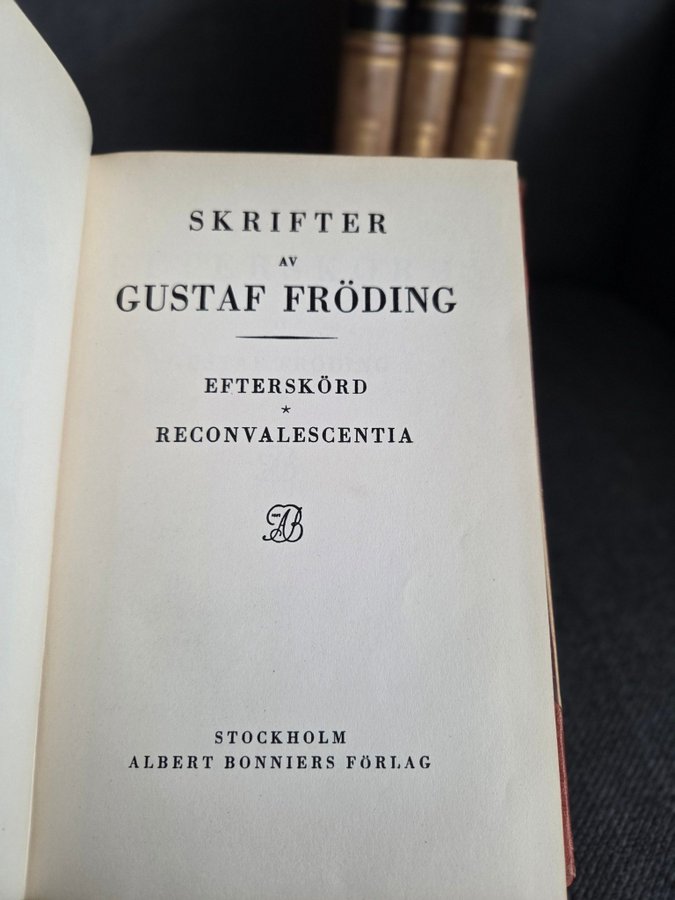 SKRIFTER
AV
GUSTAF FRÖDING
EFTERSKÖRD
*
RECONVALESCENTIA
AB
STOCKHOLM
ALBERT BONNIERS FÖRLAG